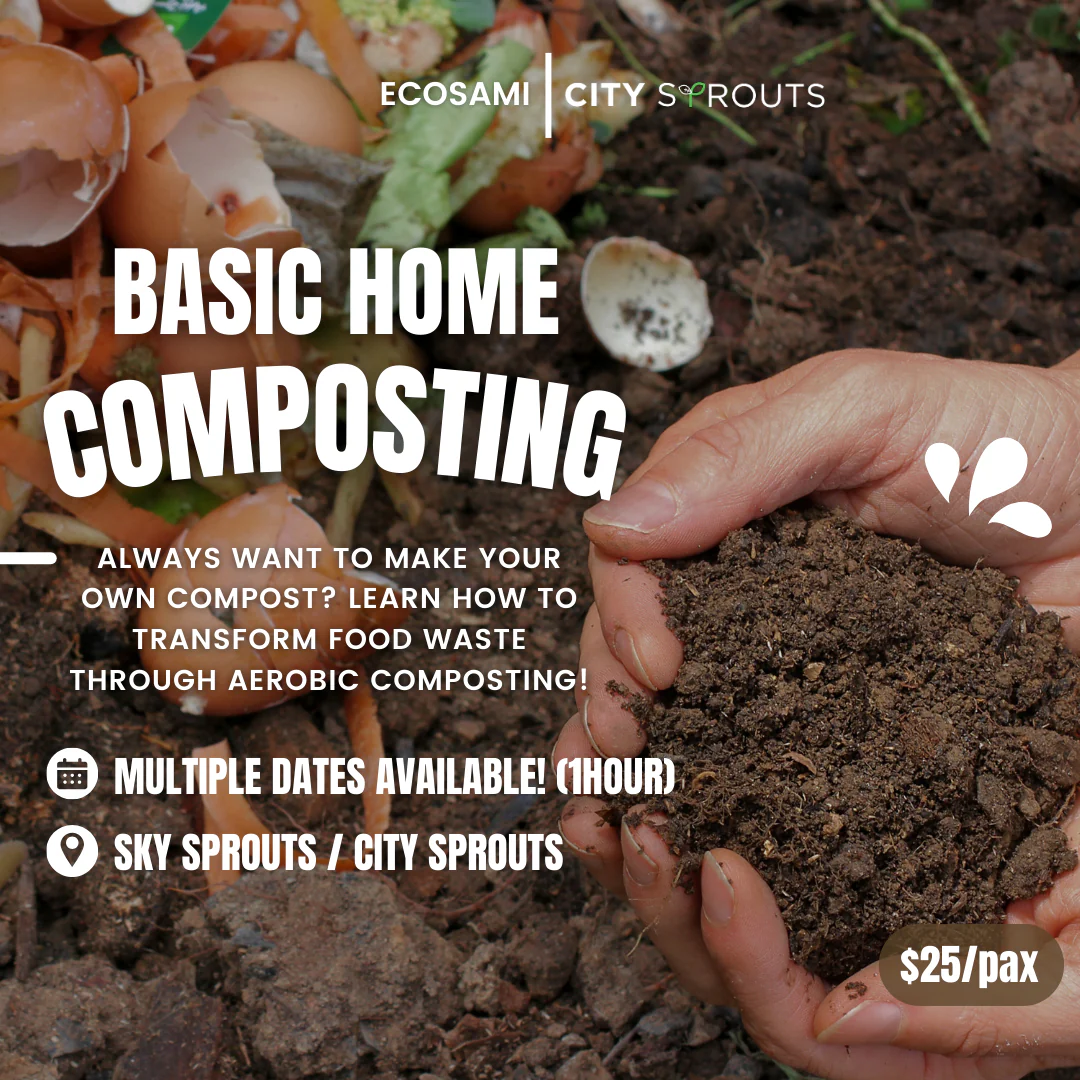 ECOSAMI | CITY SPROUTS
BASIC HOME
COMPOSTING
ALWAYS WANT TO MAKE YOUR
OWN COMPOST? LEARN HOW TO
TRANSFORM FOOD WASTE
THROUGH AEROBIC COMPOSTING!
MULTIPLE DATES AVAILABLE! (1HOUR)
SKY SPROUTS / CITY SPROUTS
$25/pax